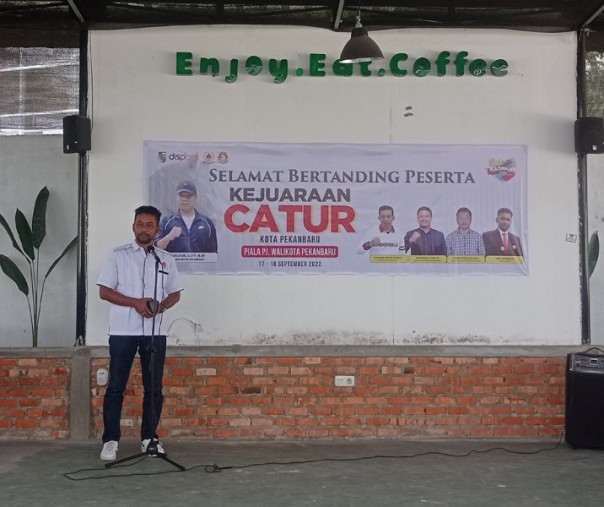 Enjoy.Eat.Coffee
SELAMAT BERTANDING PESERTA
KEJUARAAN
CATUR
KOTA PEKANBARU
PIALA PJ. WALIKOTA PEKANBARU
17 - 18 SEPTEMBER 2022